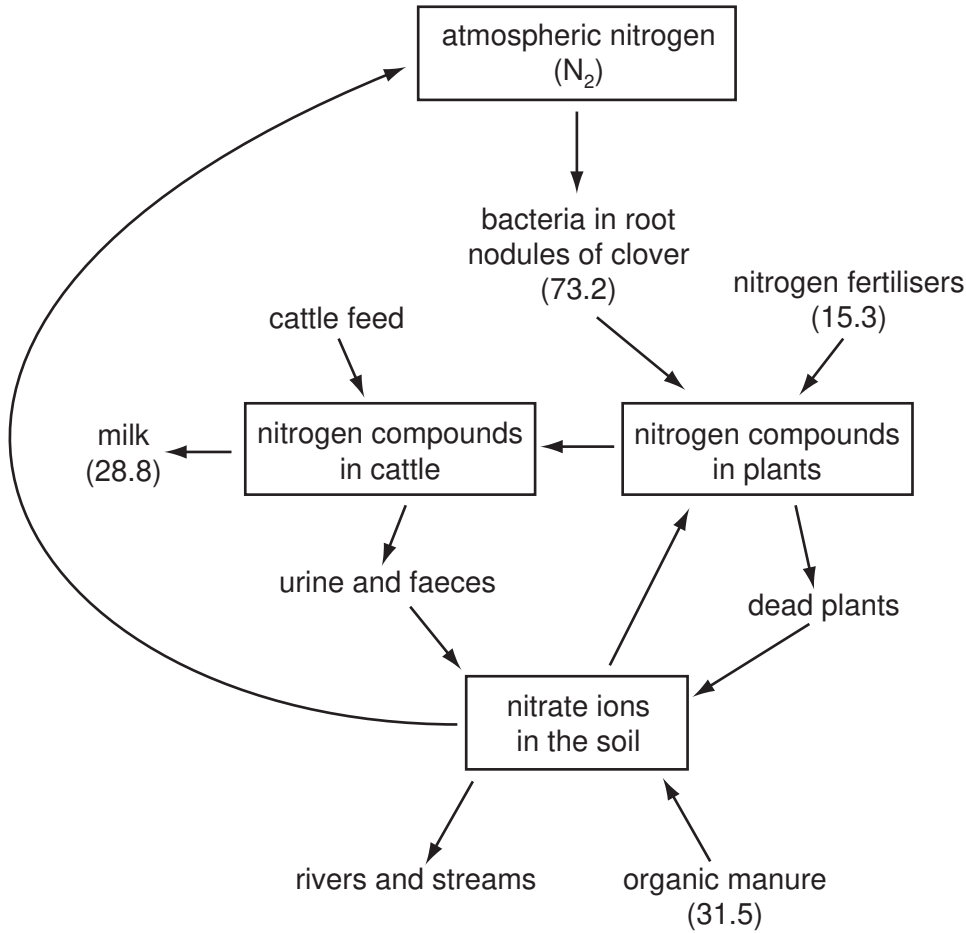 atmospheric nitrogen
(N₂)
bacteria in root
nodules of clover
(73.2)
nitrogen fertilisers
(15.3)
cattle feed
nitrogen compounds
in cattle
nitrogen compounds
in plants
milk
(28.8)
urine and faeces
dead plants
nitrate ions
in the soil
rivers and streams
organic manure
(31.5)